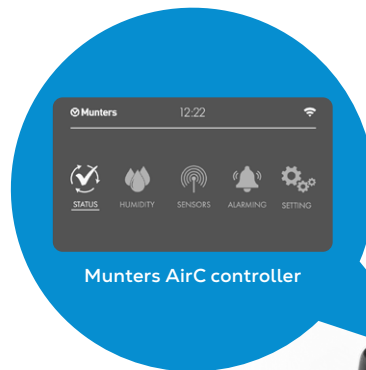 Munters 12:22
STATUS HUMIDITY SENSORS ALARMING SETTING
Munters AirC controller